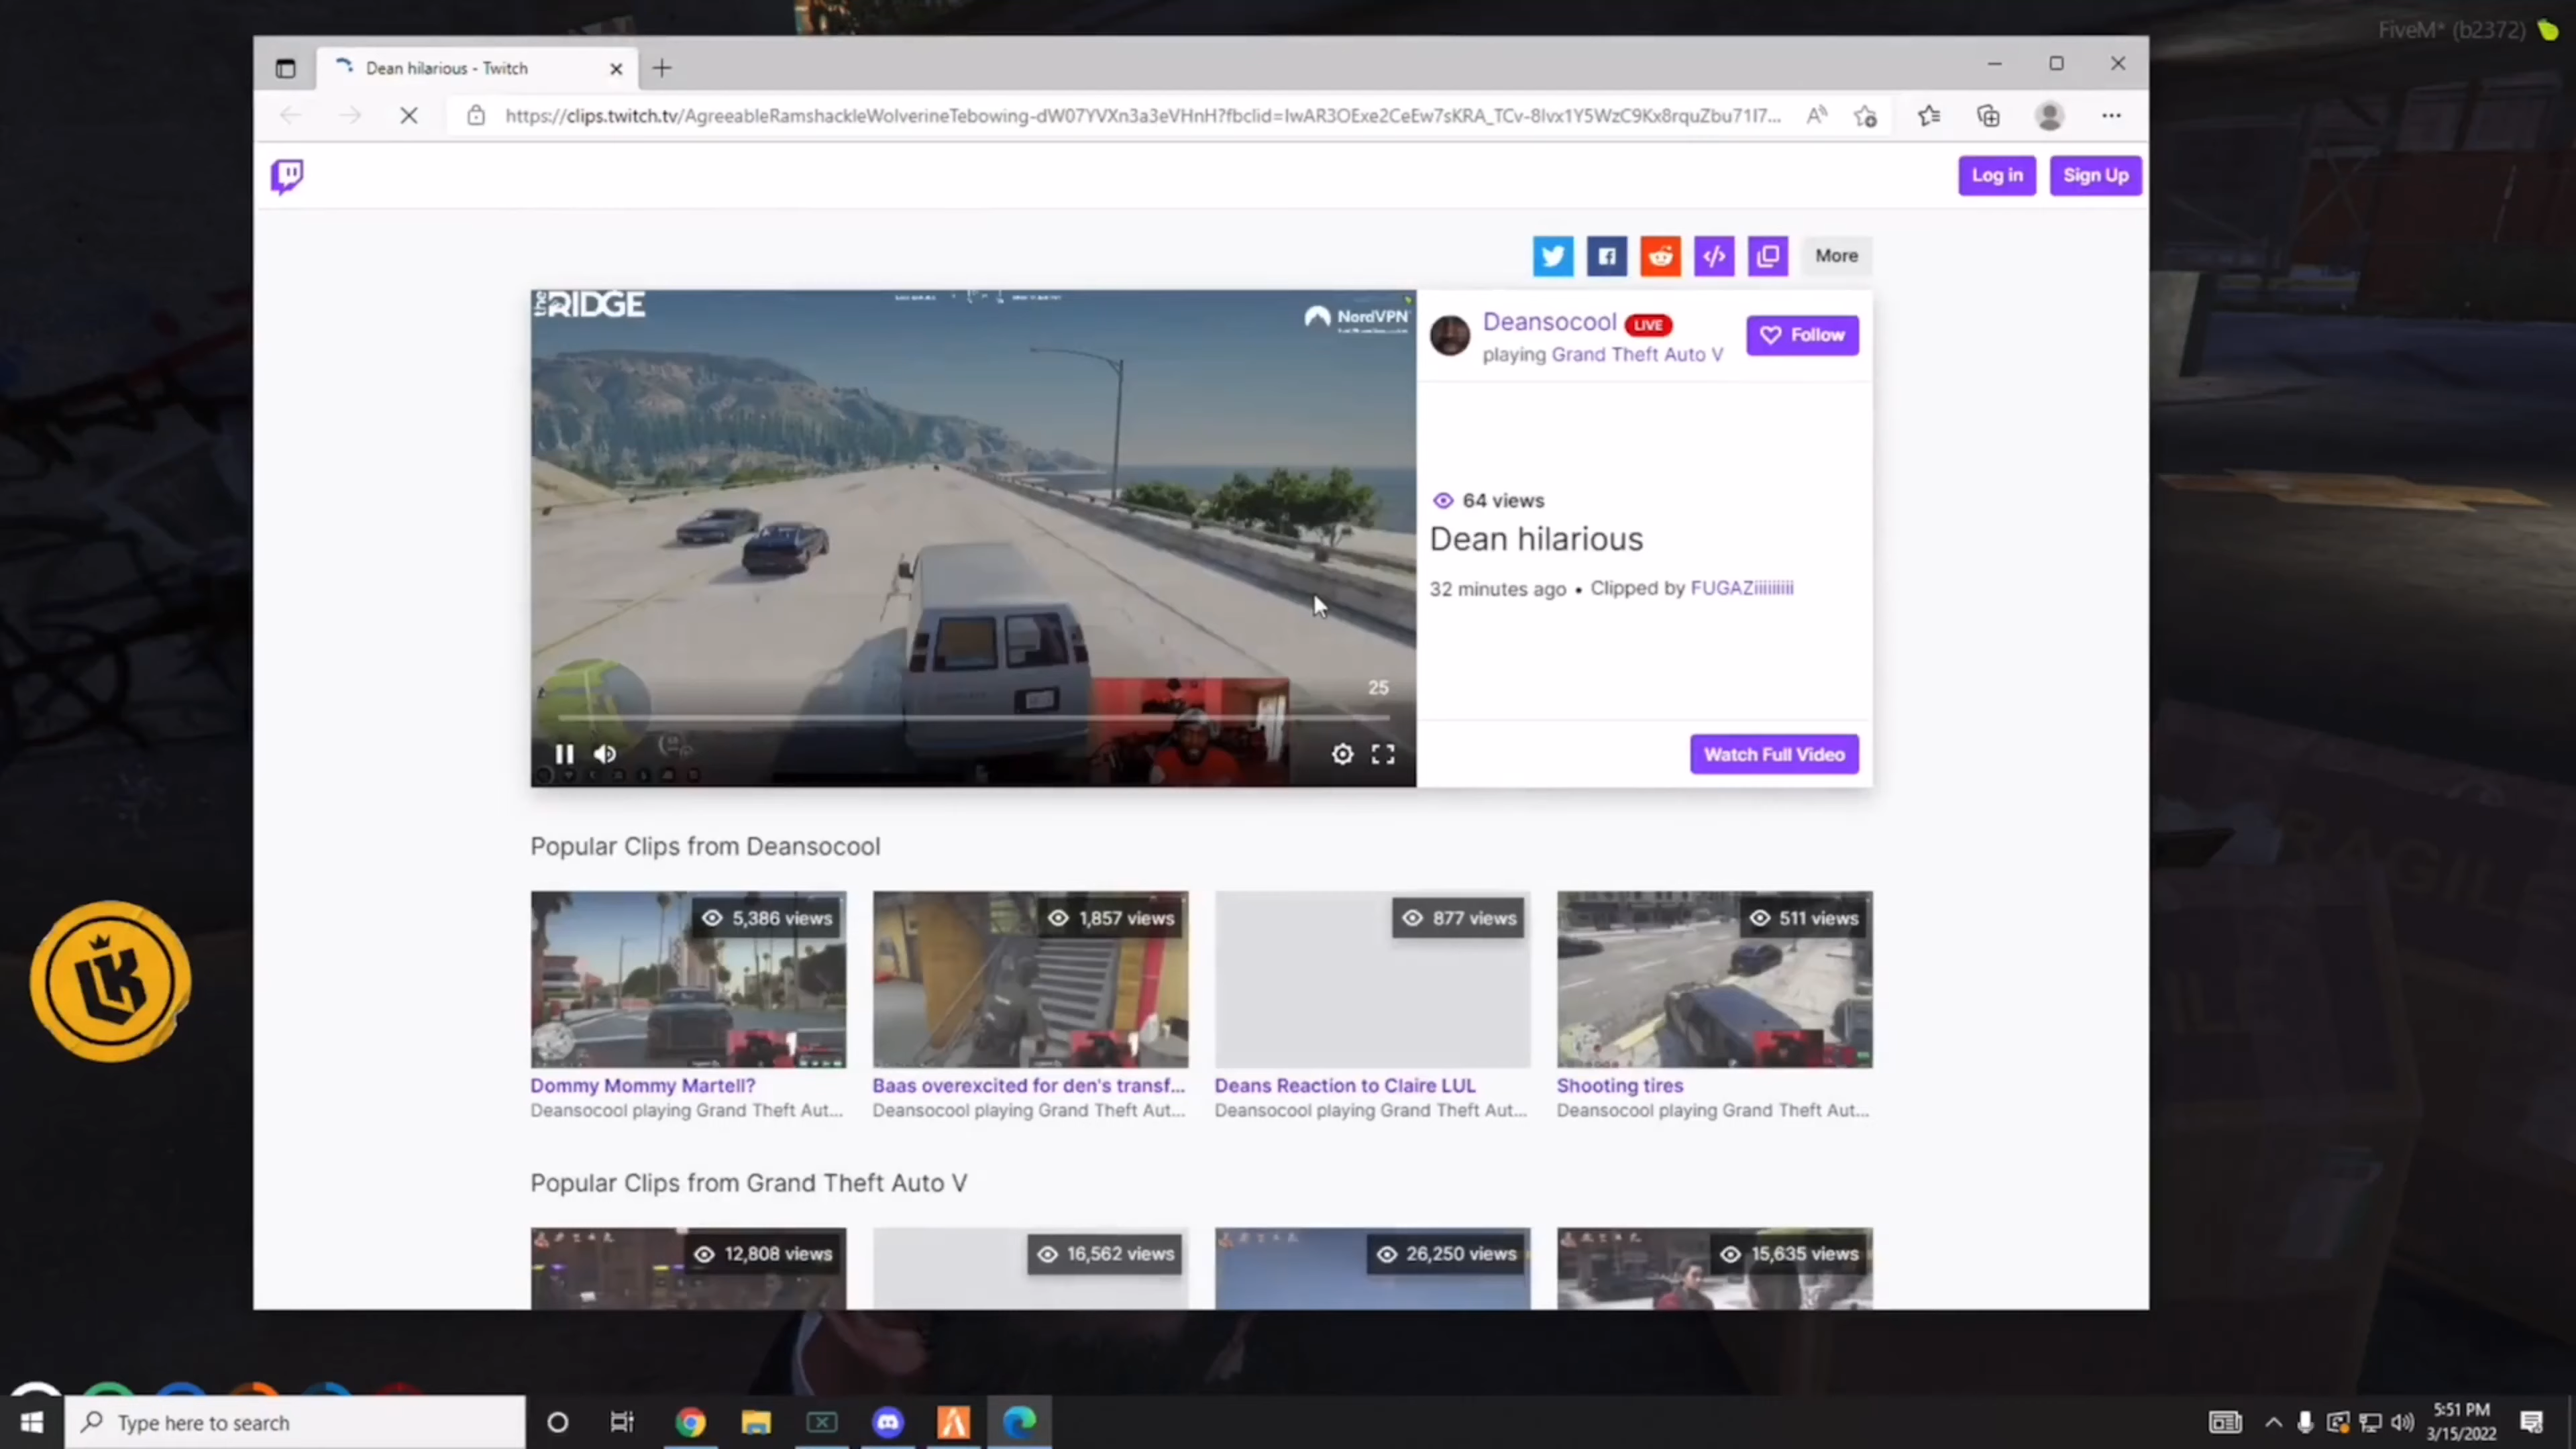 FiveM* (b2372)
Dean hilarious - Twitch
https://clips.twitch.tv/AgreeableRamshackleWolverineTebowing-dW07YVXn3a3eVHnH?fbclid=IwAR3OExe2CeEw7sKRA_TCv-8Ivx1Y5WzC9Kx8rquZbu71I7...
Log in
Sign Up
More
the RIDGE
NordVPN
Deansocool LIVE
Follow
playing Grand Theft Auto V
64 views
Dean hilarious
32 minutes ago • Clipped by FUGAZiiiiiiiii
25
Watch Full Video
Popular Clips from Deansocool
5,386 views
1,857 views
877 views
511 views
Dommy Mommy Martell?
Baas overexcited for den's transf...
Deans Reaction to Claire LUL
Shooting tires
Deansocool playing Grand Theft Aut...
Deansocool playing Grand Theft Aut...
Deansocool playing Grand Theft Aut...
Deansocool playing Grand Theft Aut...
Popular Clips from Grand Theft Auto V
12,808 views
16,562 views
26,250 views
15,635 views
LK
Type here to search
5:51 PM
3/15/2022